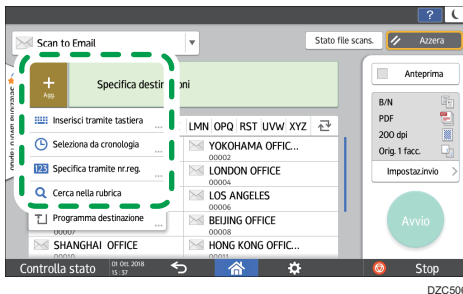 ?
Scan to Email
Stato file scans.
Azzera
Agg.
Specifica destin
oni
Anteprima
B/N
PDF
200 dpi
Orig. 1 facc.
Impostaz.invio
Inserisci tramite tastiera
LMN OPQ RST UVW XYZ
Seleziona da cronologia
YOKOHAMA OFFIC...
00002
123 Specifica tramite nr.reg.
LONDON OFFICE
00004
Cerca nella rubrica
LOS ANGELES
00006
Programma destinazione
BEIJING OFFICE
00007
00008
SHANGHAI OFFICE
HONG KONG OFFIC...
00010
00011
Avvio
Controlla stato
01 Ott. 2018
15:37
Stop
DZC506